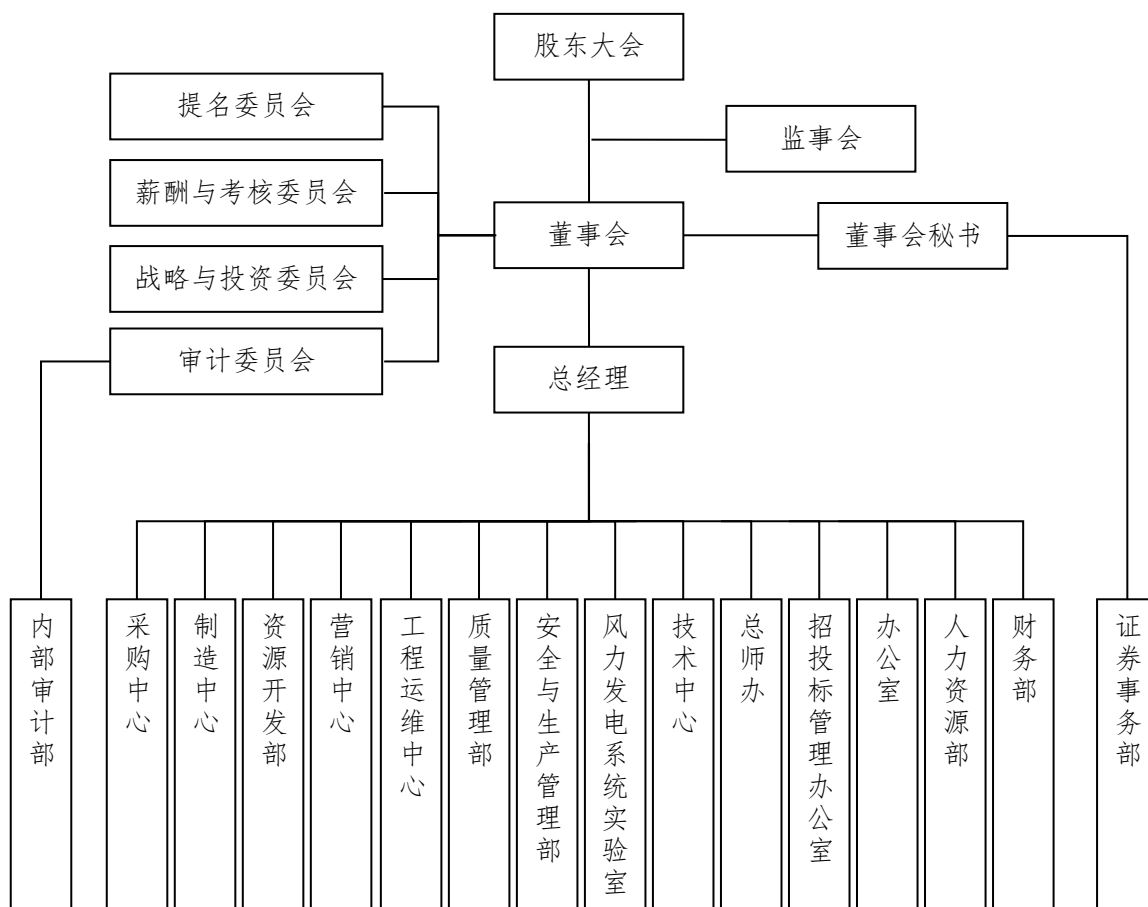 股东大会
提名委员会
监事会
薪酬与考核委员会
董事会
董事会秘书
战略与投资委员会
审计委员会
总经理
内部审计部
采购中心
制造中心
资源开发部
营销中心
工程运维中心
质量管理部
安全与生产管理部
风力发电系统实验室
技术中心
总师办
招投标管理办公室
办公室
人力资源部
财务部
证券事务部